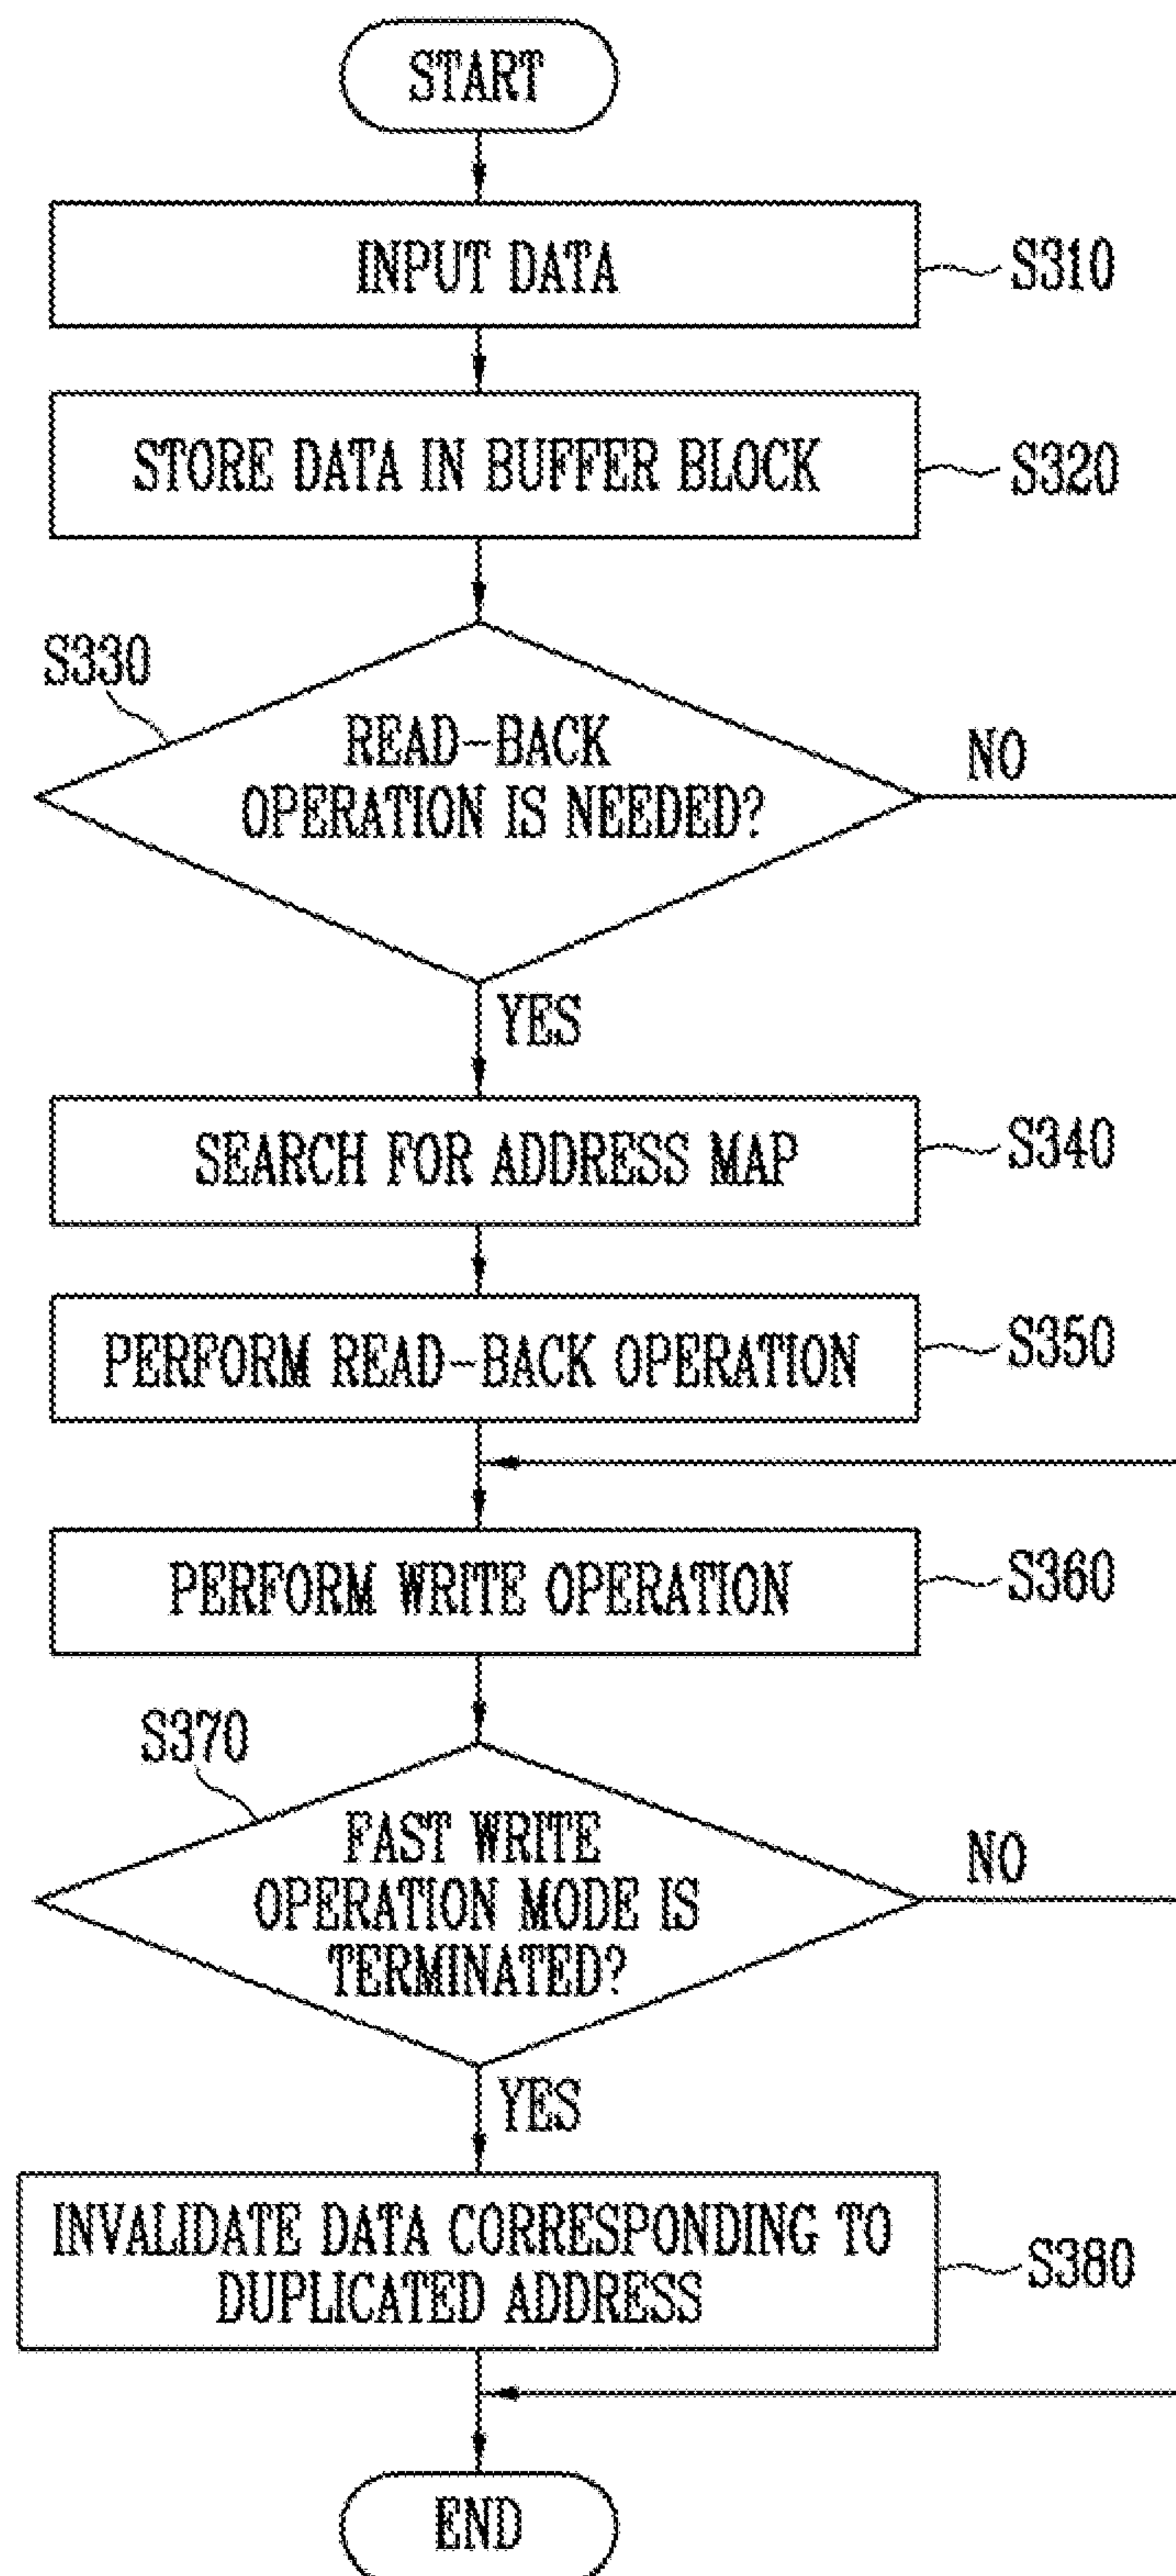 START
INPUT DATA
S310
STORE DATA IN BUFFER BLOCK
S320
S330
READ-BACK
OPERATION IS NEEDED?
NO
YES
SEARCH FOR ADDRESS MAP
S340
PERFORM READ-BACK OPERATION
S350
PERFORM WRITE OPERATION
S360
S370
FAST WRITE
OPERATION MODE IS
TERMINATED?
NO
YES
INVALIDATE DATA CORRESPONDING TO
DUPLICATED ADDRESS
S380
END